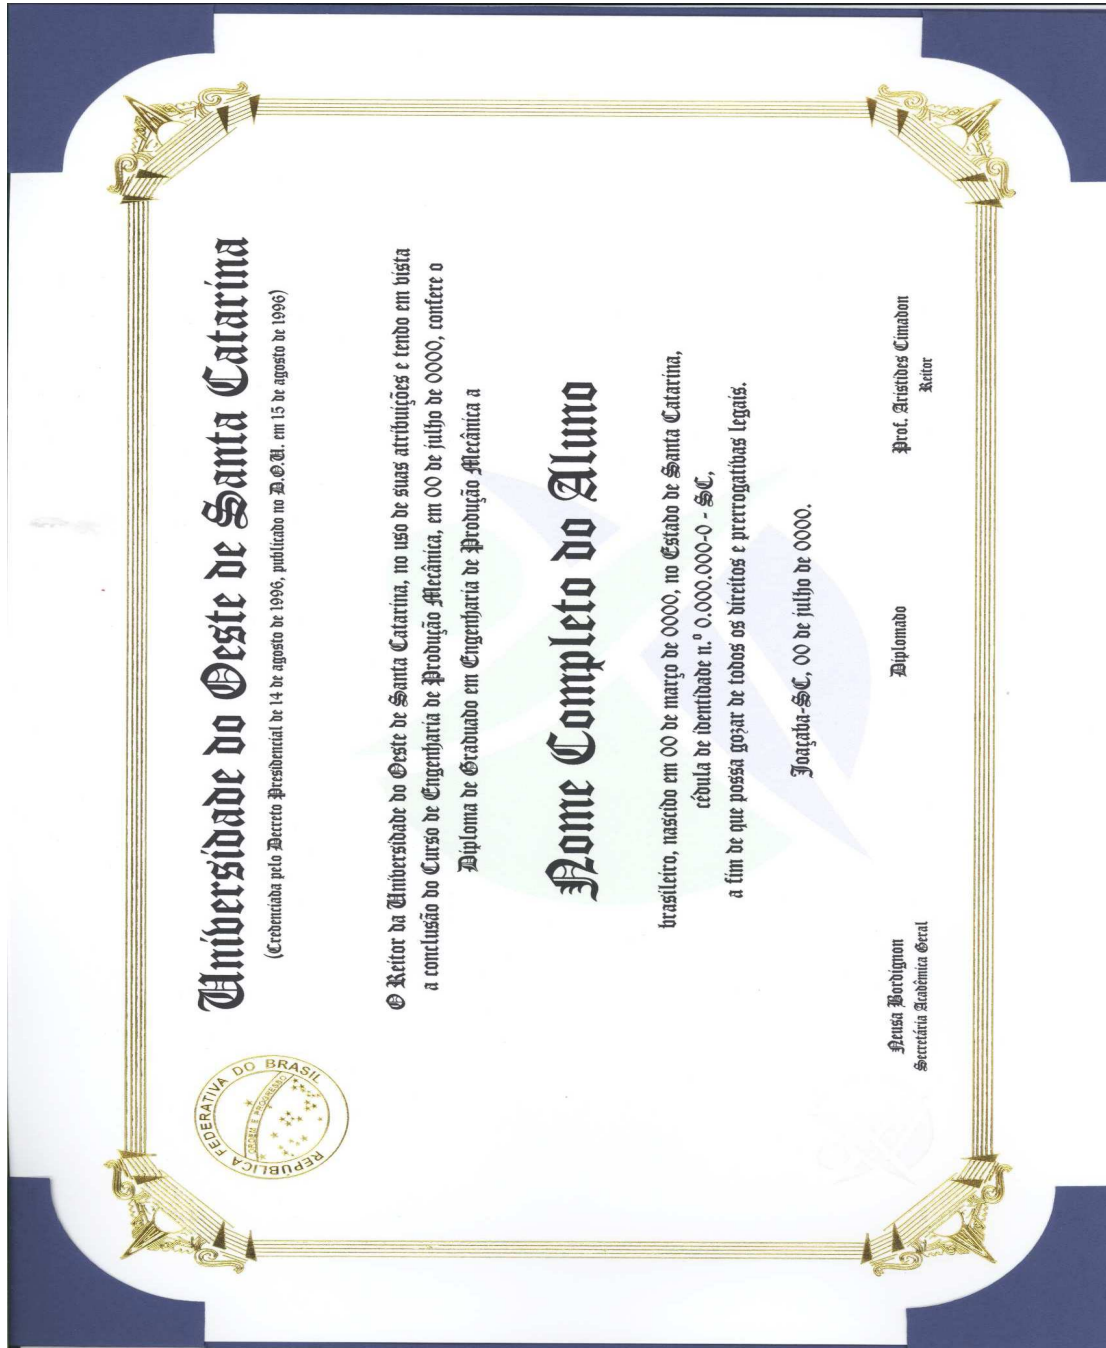 REPÚBLICA FEDERATIVA DO BRASIL
ORDEM E PROGRESSO
Universidade do Oeste de Santa Catarina
(Credenciada pelo Decreto Presidencial de 14 de agosto de 1996, publicado no D.O.U. em 15 de agosto de 1996)
O Reitor da Universidade do Oeste de Santa Catarina, no uso de suas atribuições e tendo em vista
a conclusão do Curso de Engenharia de Produção Mecânica, em 00 de julho de 0000, confere o
Diploma de Graduado em Engenharia de Produção Mecânica a
Nome Completo do Aluno
brasileiro, nascido em 00 de março de 0000, no Estado de Santa Catarina,
cédula de identidade n.º 0.000.000-0 - SC,
a fim de que possa gozar de todos os direitos e prerrogativas legais.
Joaçaba-SC, 00 de julho de 0000.
Neusa Bordignon
Secretária Acadêmica Geral
Diplomado
Prof. Aristides Cimadon
Reitor